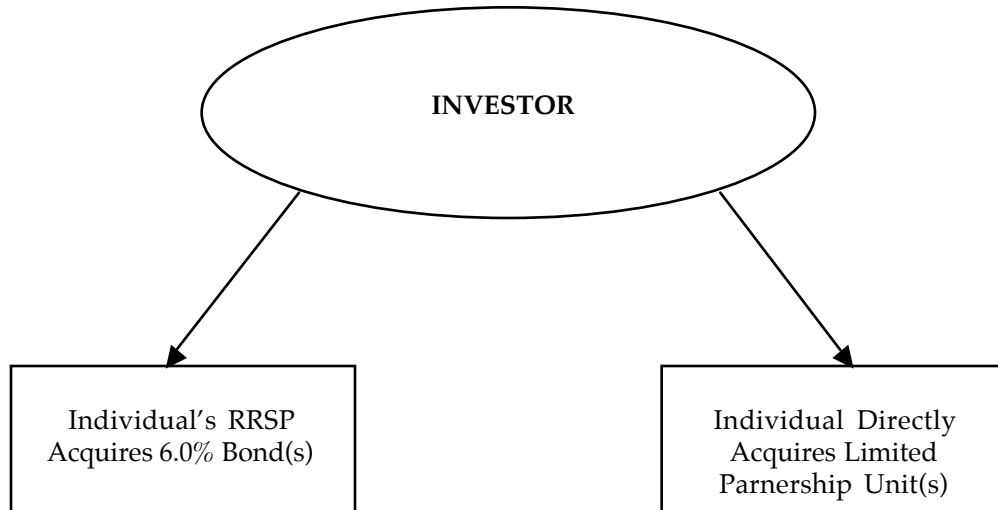 INVESTOR
Individual's RRSP
Acquires 6.0% Bond(s)
Individual Directly
Acquires Limited
Parnership Unit(s)